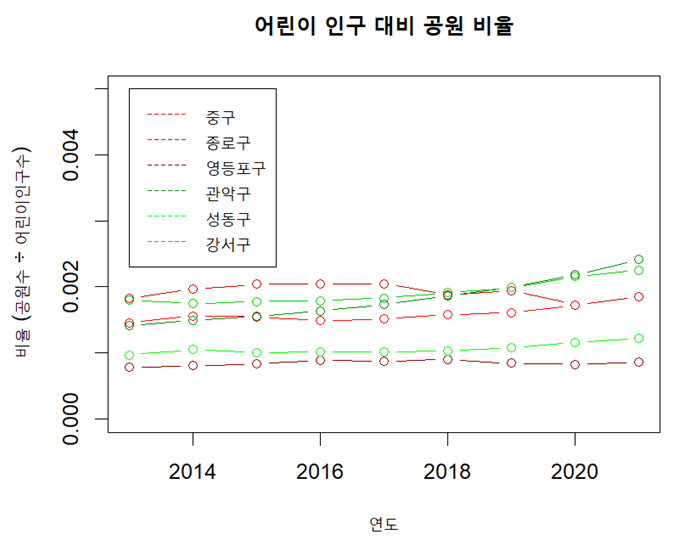 어린이 인구 대비 공원 비율
비율 (공원수 ÷ 어린이인구수)
0.004
0.002
0.000
중구
종로구
영등포구
관악구
성동구
강서구
2014 2016 2018 2020
연도